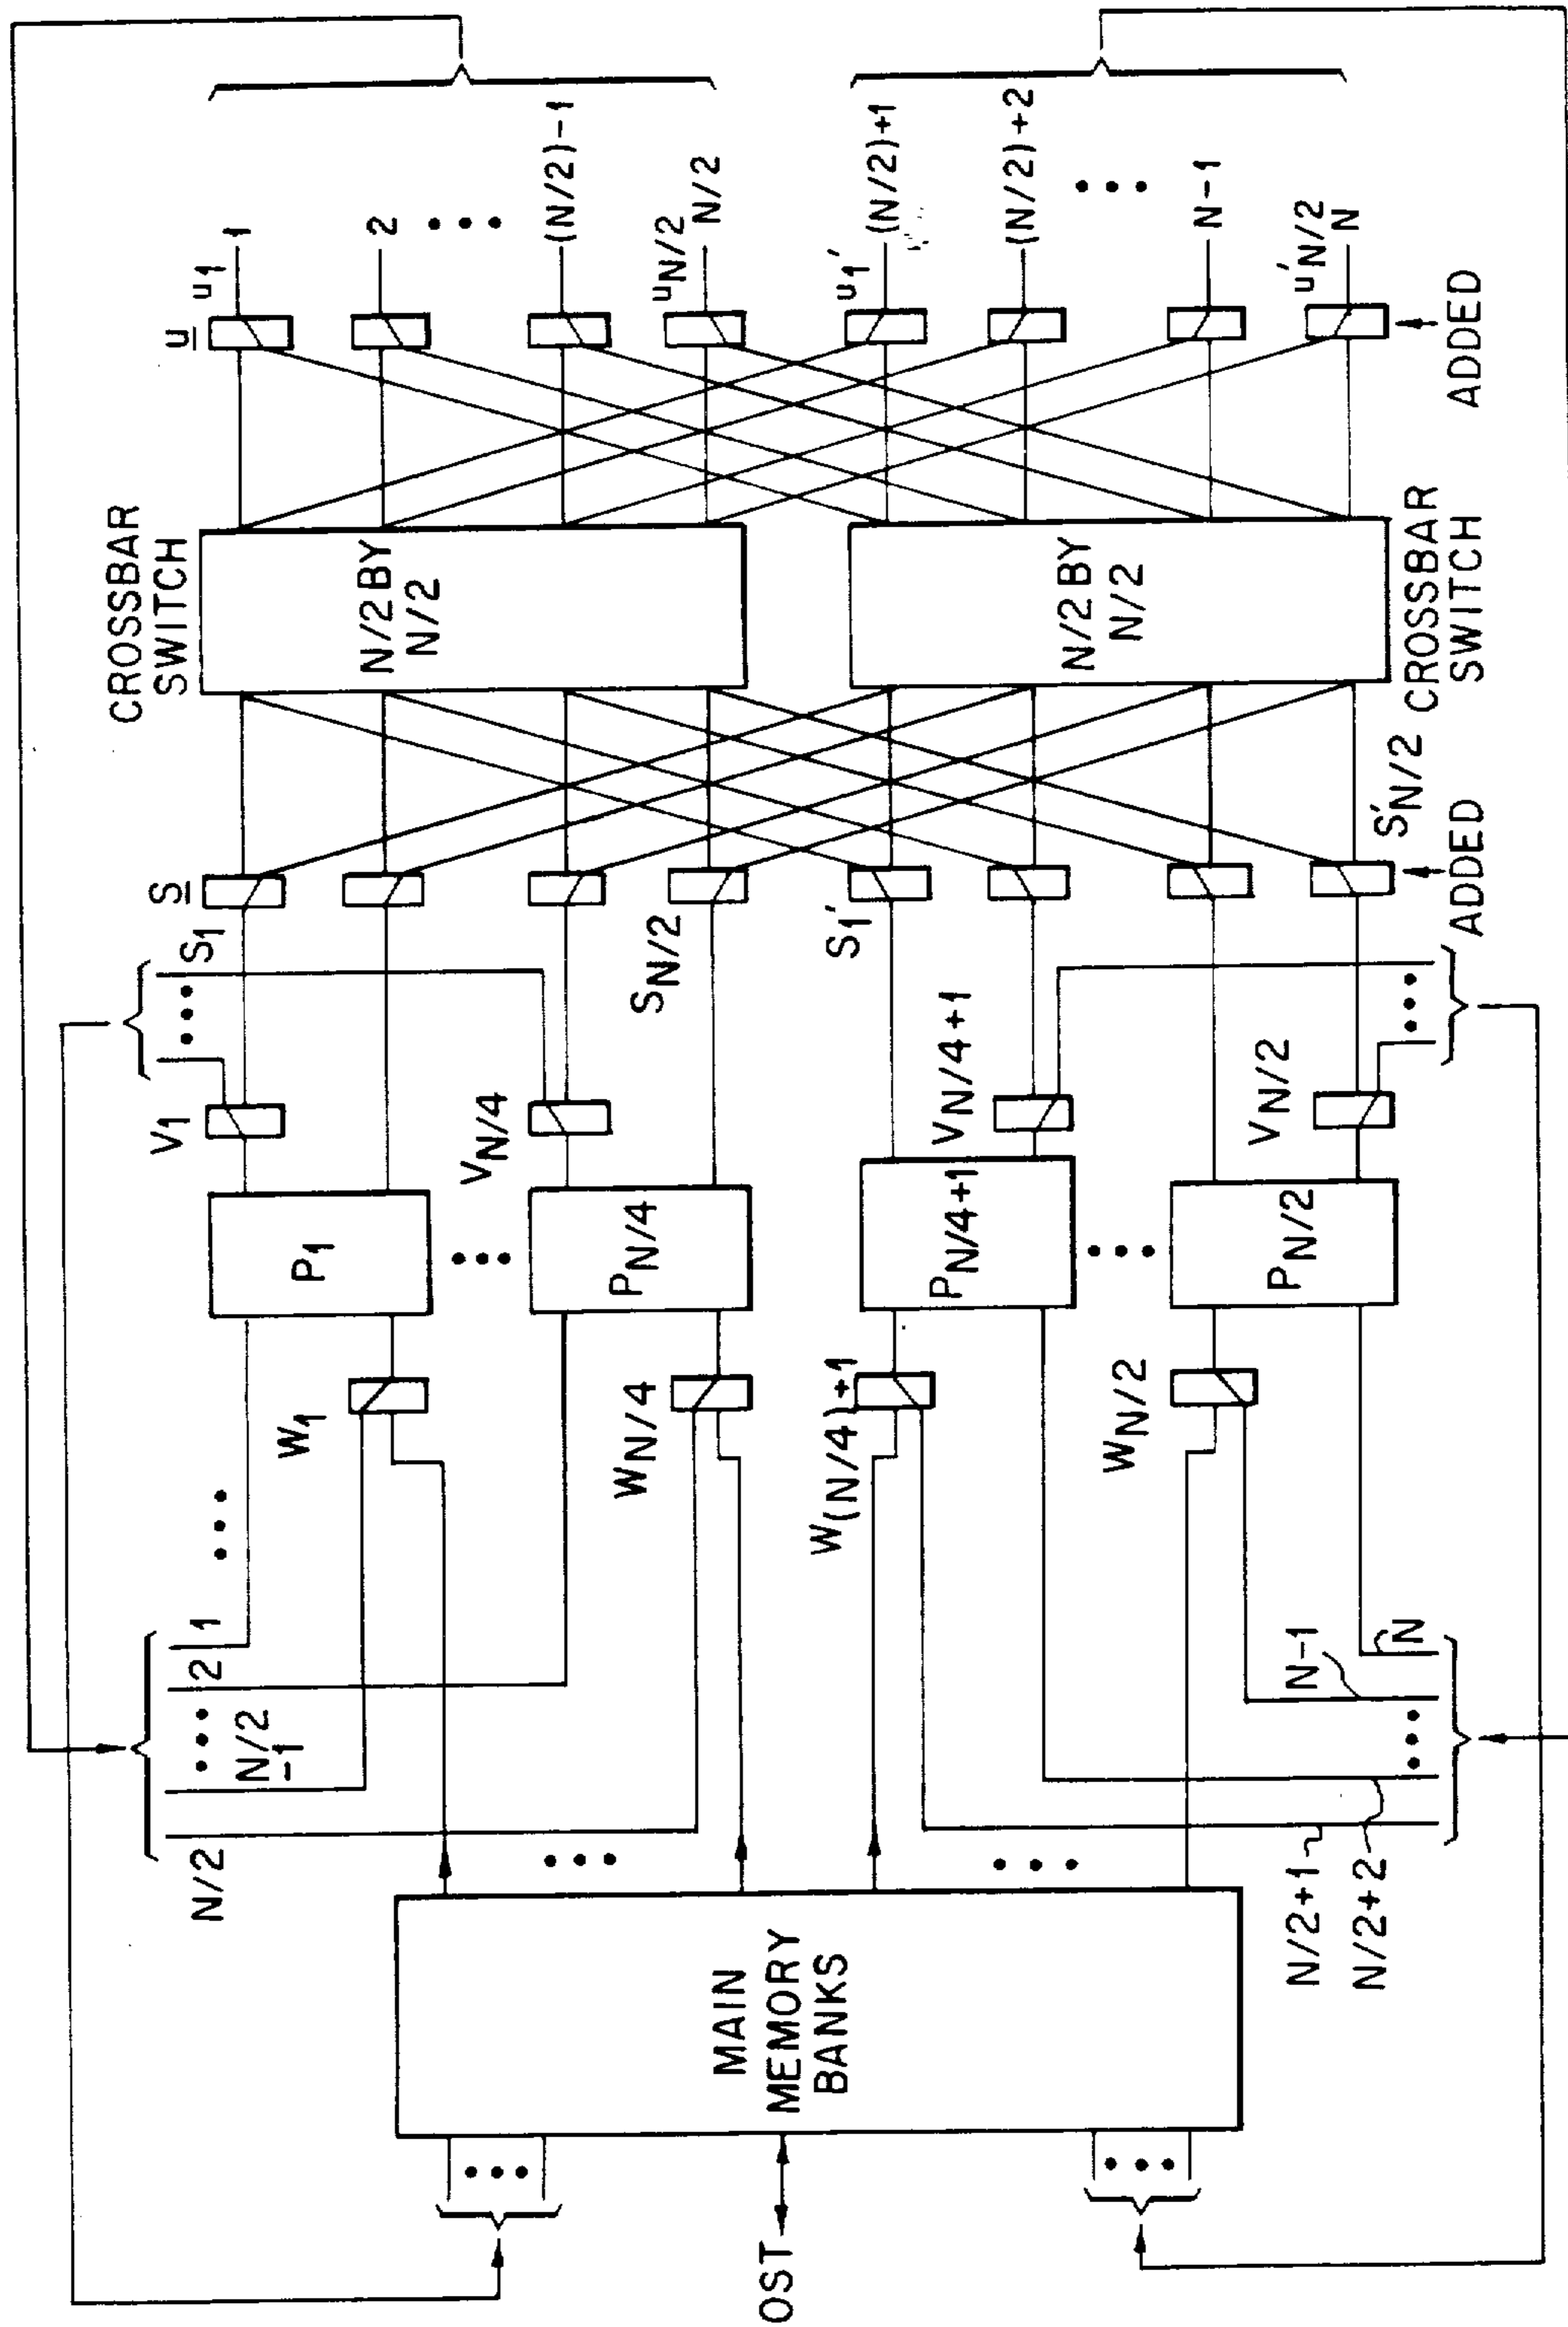 CROSSBAR
SWITCH
N/2 BY
N/2
N/2 BY
N/2
CROSSBAR
SWITCH
u
u1 1
2
(N/2)-1
uN/2
N/2
u1'
(N/2)+1
(N/2)+2
N-1
u'N/2
N
ADDED
S
S1
SN/2
S1'
S'N/2
ADDED
V1
VN/4
VN/4+1
VN/2
P1
PN/4
PN/4+1
PN/2
W1
WN/4
W(N/4)+1
WN/2
1
2
N/2
-1
N/2
N
N-1
N/2+1
N/2+2
MAIN
MEMORY
BANKS
OST